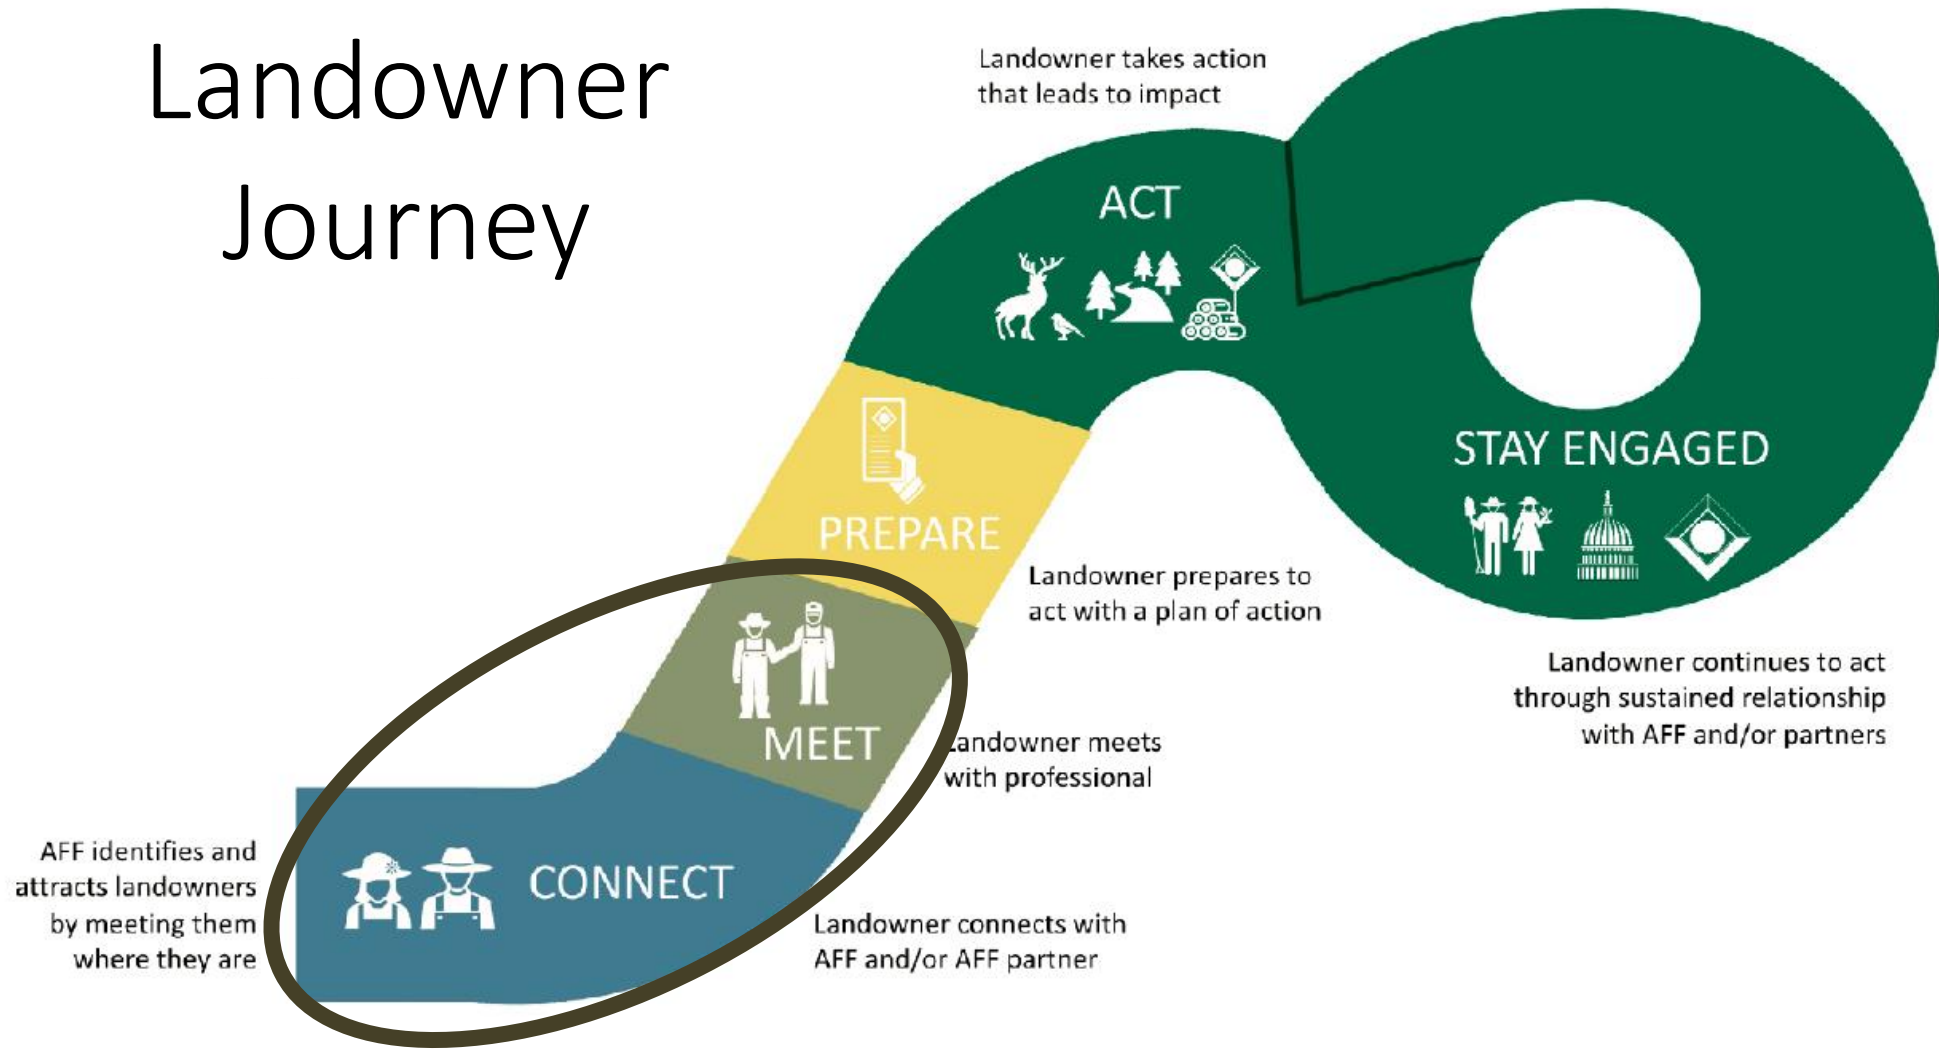 Landowner
Journey
Landowner takes action
that leads to impact
ACT
STAY ENGAGED
PREPARE
Landowner prepares to
act with a plan of action
Landowner continues to act
through sustained relationship
with AFF and/or partners
MEET
Landowner meets
with professional
AFF identifies and
attracts landowners
by meeting them
where they are
CONNECT
Landowner connects with
AFF and/or AFF partner